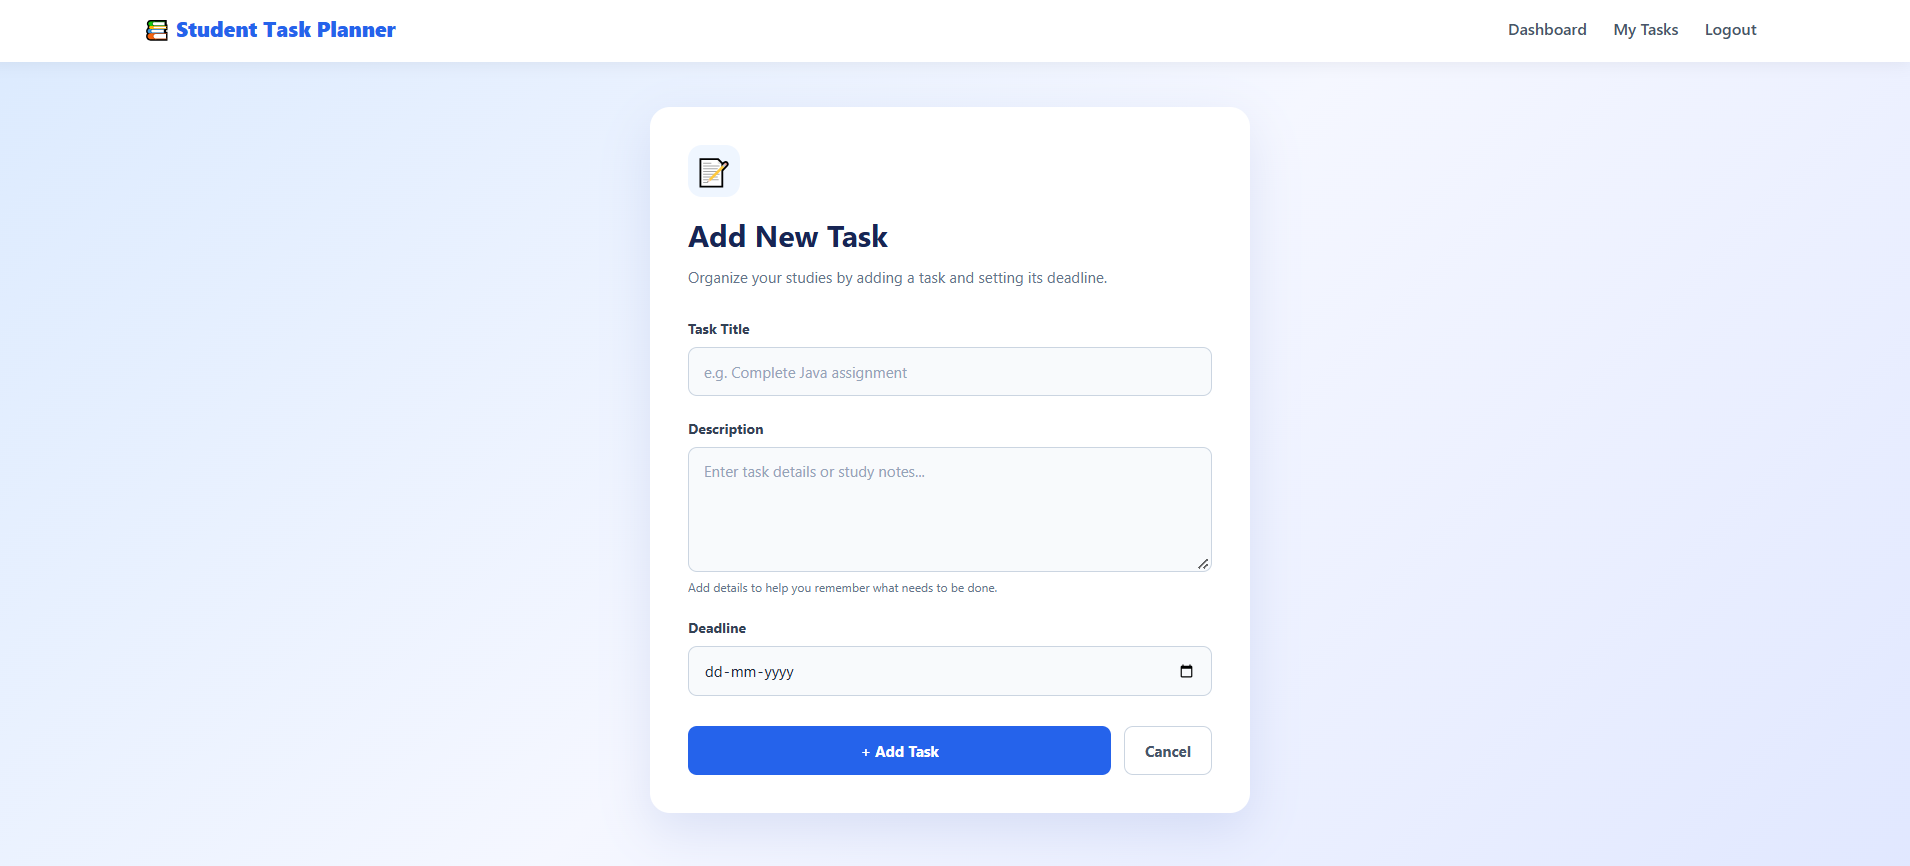 Student Task Planner
Dashboard My Tasks Logout
Add New Task
Organize your studies by adding a task and setting its deadline.
Task Title
e.g. Complete Java assignment
Description
Enter task details or study notes...
Add details to help you remember what needs to be done.
Deadline
dd-mm-yyyy
+ Add Task
Cancel